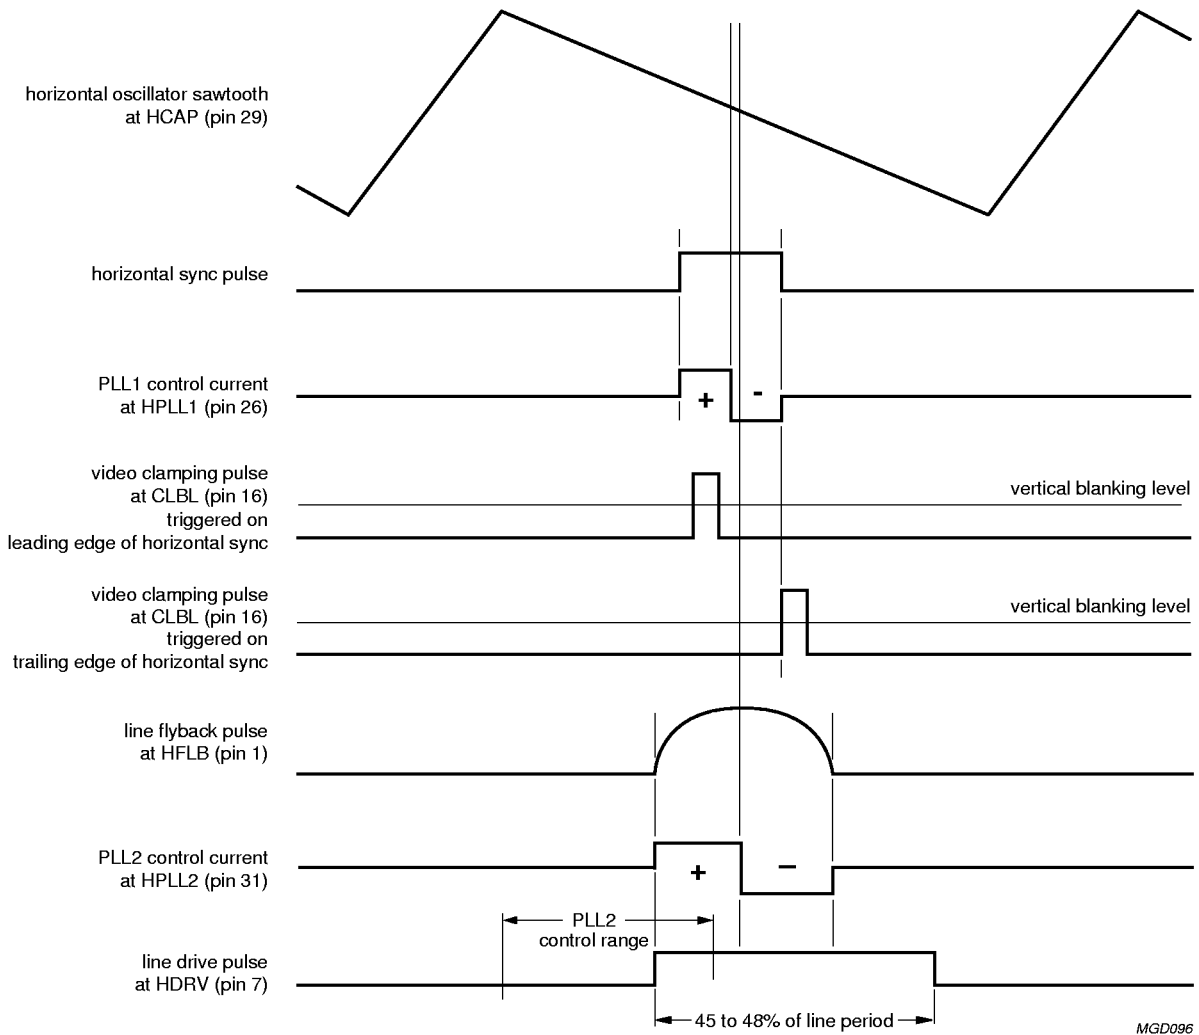 horizontal oscillator sawtooth
at HCAP (pin 29)
horizontal sync pulse
PLL1 control current
at HPLL1 (pin 26)
+
-
video clamping pulse
at CLBL (pin 16)
triggered on
leading edge of horizontal sync
vertical blanking level
video clamping pulse
at CLBL (pin 16)
triggered on
trailing edge of horizontal sync
vertical blanking level
line flyback pulse
at HFLB (pin 1)
PLL2 control current
at HPLL2 (pin 31)
+
−
PLL2
control range
line drive pulse
at HDRV (pin 7)
45 to 48% of line period
MGD096